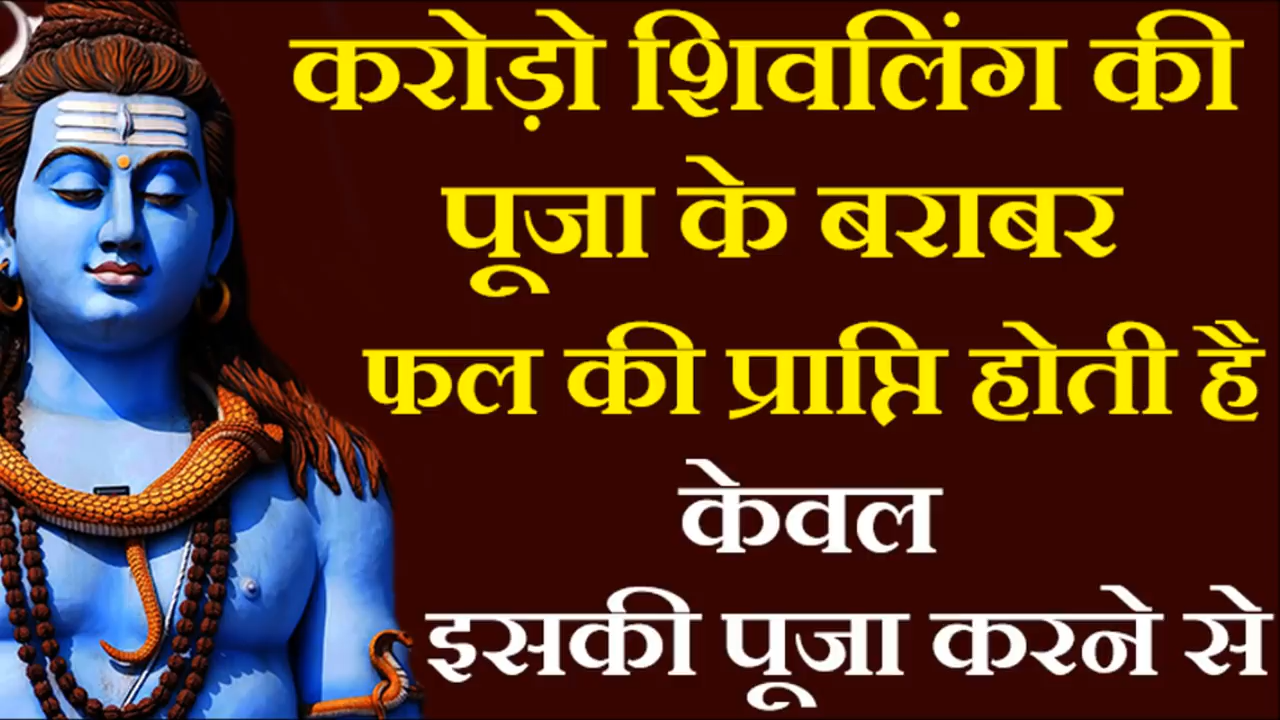 करोड़ो शिवलिंग की
पूजा के बराबर
फल की प्राप्ति होती है
केवल
इसकी पूजा करने से